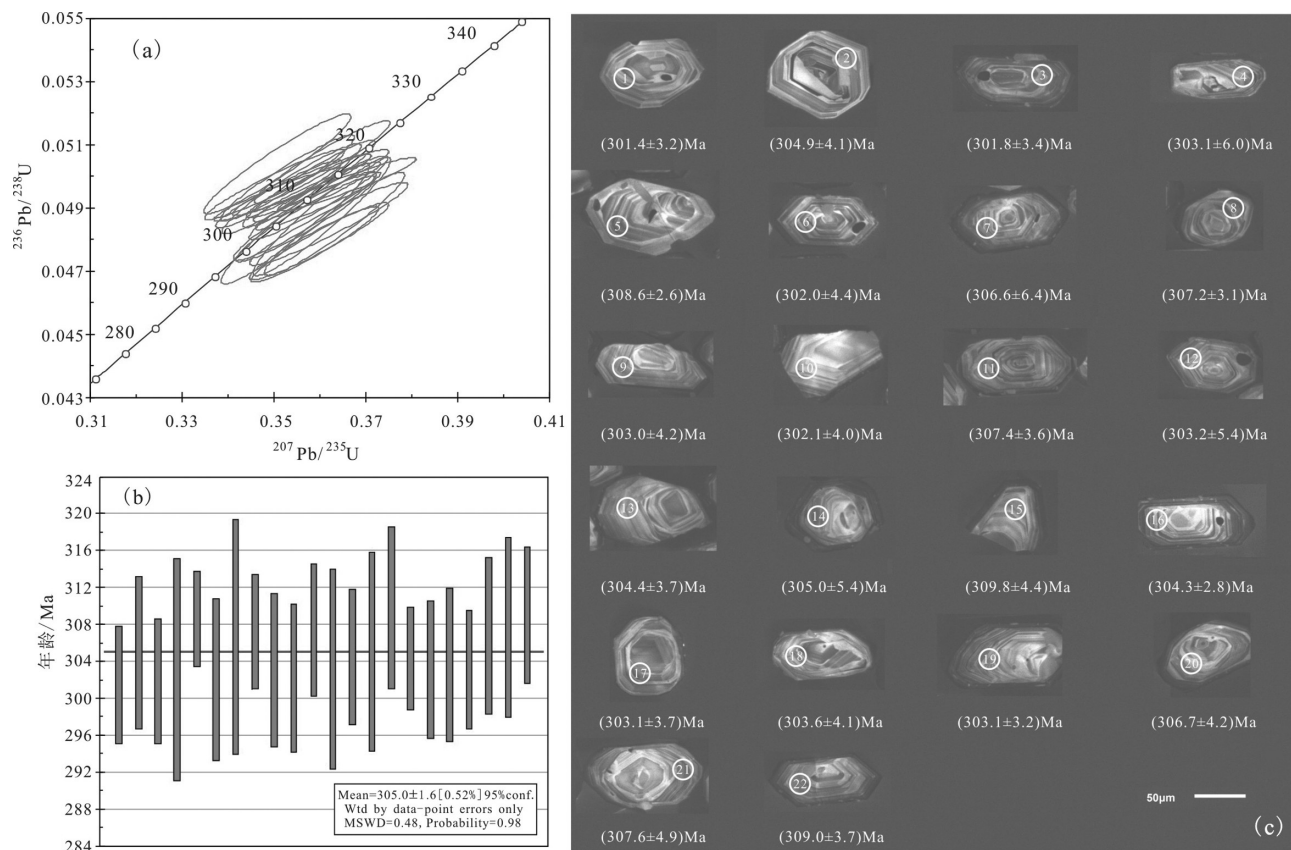 (a)
0.055
0.053
0.051
0.049
0.047
0.045
0.043
236Pb/238U
280
290
300
310
320
330
340
0.31
0.33
0.35
0.37
0.39
0.41
207Pb/235U
(b)
324
320
316
312
308
304
300
296
292
288
284
年龄/Ma
Mean=305.0±1.6[0.52%]95%conf.
Wtd by data-point errors only
MSWD=0.48, Probability=0.98
1
2
3
4
(301.4±3.2)Ma
(304.9±4.1)Ma
(301.8±3.4)Ma
(303.1±6.0)Ma
5
6
7
8
(308.6±2.6)Ma
(302.0±4.4)Ma
(306.6±6.4)Ma
(307.2±3.1)Ma
9
10
11
12
(303.0±4.2)Ma
(302.1±4.0)Ma
(307.4±3.6)Ma
(303.2±5.4)Ma
13
14
15
16
(304.4±3.7)Ma
(305.0±5.4)Ma
(309.8±4.4)Ma
(304.3±2.8)Ma
17
18
19
20
(303.1±3.7)Ma
(303.6±4.1)Ma
(303.1±3.2)Ma
(306.7±4.2)Ma
21
22
(307.6±4.9)Ma
(309.0±3.7)Ma
50μm
(c)